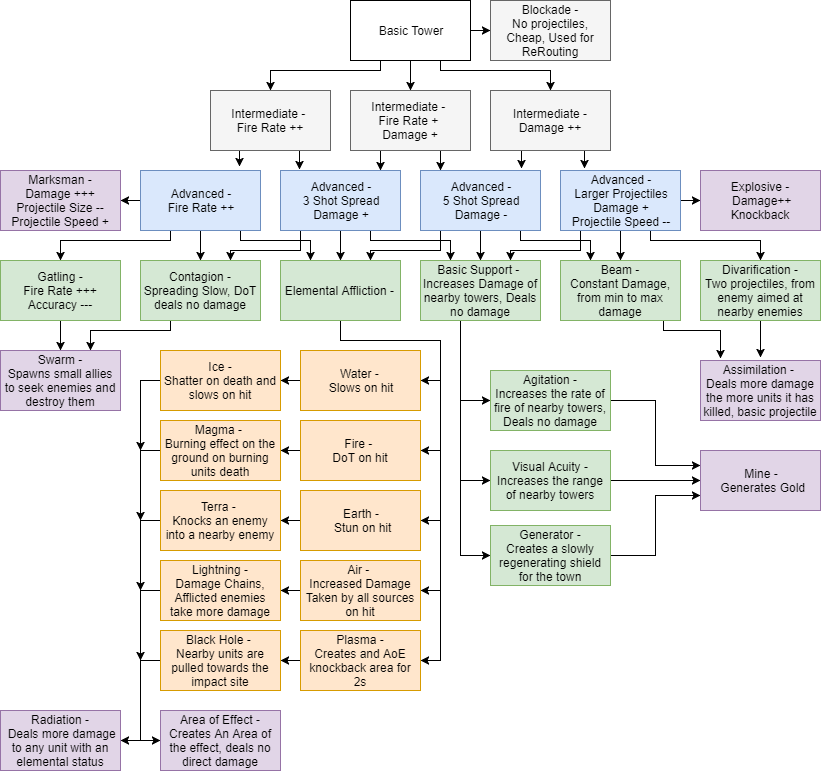 Basic Tower
Blockade -
No projectiles,
Cheap, Used for
ReRouting
Intermediate -
Fire Rate ++
Intermediate -
Fire Rate +
Damage +
Intermediate -
Damage ++
Marksman -
Damage +++
Projectile Size --
Projectile Speed +
Advanced -
Fire Rate ++
Advanced -
3 Shot Spread
Damage +
Advanced -
5 Shot Spread
Damage -
Advanced -
Larger Projectiles
Damage +
Projectile Speed --
Explosive -
Damage++
Knockback
Gatling -
Fire Rate +++
Accuracy ---
Contagion -
Spreading Slow, DoT
deals no damage
Elemental Affliction -
Basic Support -
Increases Damage of
nearby towers, Deals
no damage
Beam -
Constant Damage,
from min to max
damage
Divarification -
Two projectiles, from
enemy aimed at
nearby enemies
Swarm -
Spawns small allies
to seek enemies and
destroy them
Ice -
Shatter on death and
slows on hit
Water -
Slows on hit
Agitation -
Increases the rate of
fire of nearby towers,
Deals no damage
Assimilation -
Deals more damage
the more units it has
killed, basic projectile
Magma -
Burning effect on the
ground on burning
units death
Fire -
DoT on hit
Visual Acuity -
Increases the range
of nearby towers
Mine -
Generates Gold
Terra -
Knocks an enemy
into a nearby enemy
Earth -
Stun on hit
Generator -
Creates a slowly
regenerating shield
for the town
Lightning -
Damage Chains,
Afflicted enemies
take more damage
Air -
Increased Damage
Taken by all sources
on hit
Black Hole -
Nearby units are
pulled towards the
impact site
Plasma -
Creates and AoE
knockback area for
2s
Radiation -
Deals more damage
to any unit with an
elemental status
Area of Effect -
Creates An Area of
the effect, deals no
direct damage